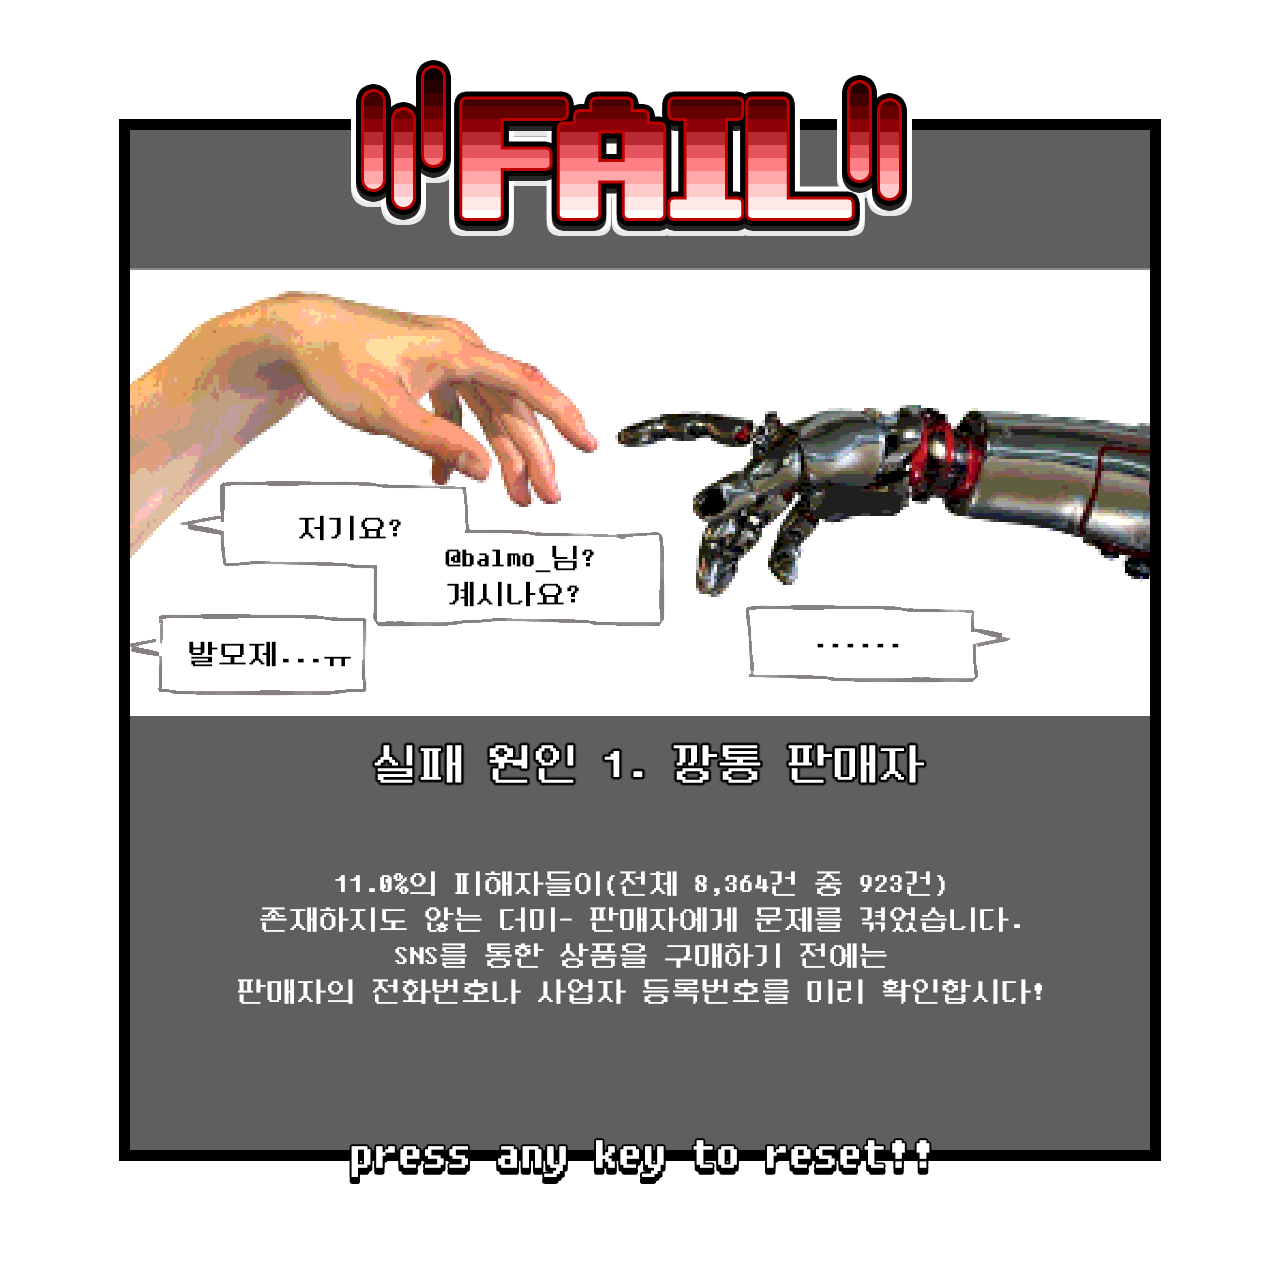 FAIL
저기요?
@balmo_님?
계시나요?
발모제...ㅠ
......
실패 원인 1. 깡통 판매자
11.0%의 피해자들이(전체 8,364건 중 923건)
존재하지도 않는 더미- 판매자에게 문제를 겪었습니다.
SNS를 통한 상품을 구매하기 전에는
판매자의 전화번호나 사업자 등록번호를 미리 확인합시다!
press any key to reset!!